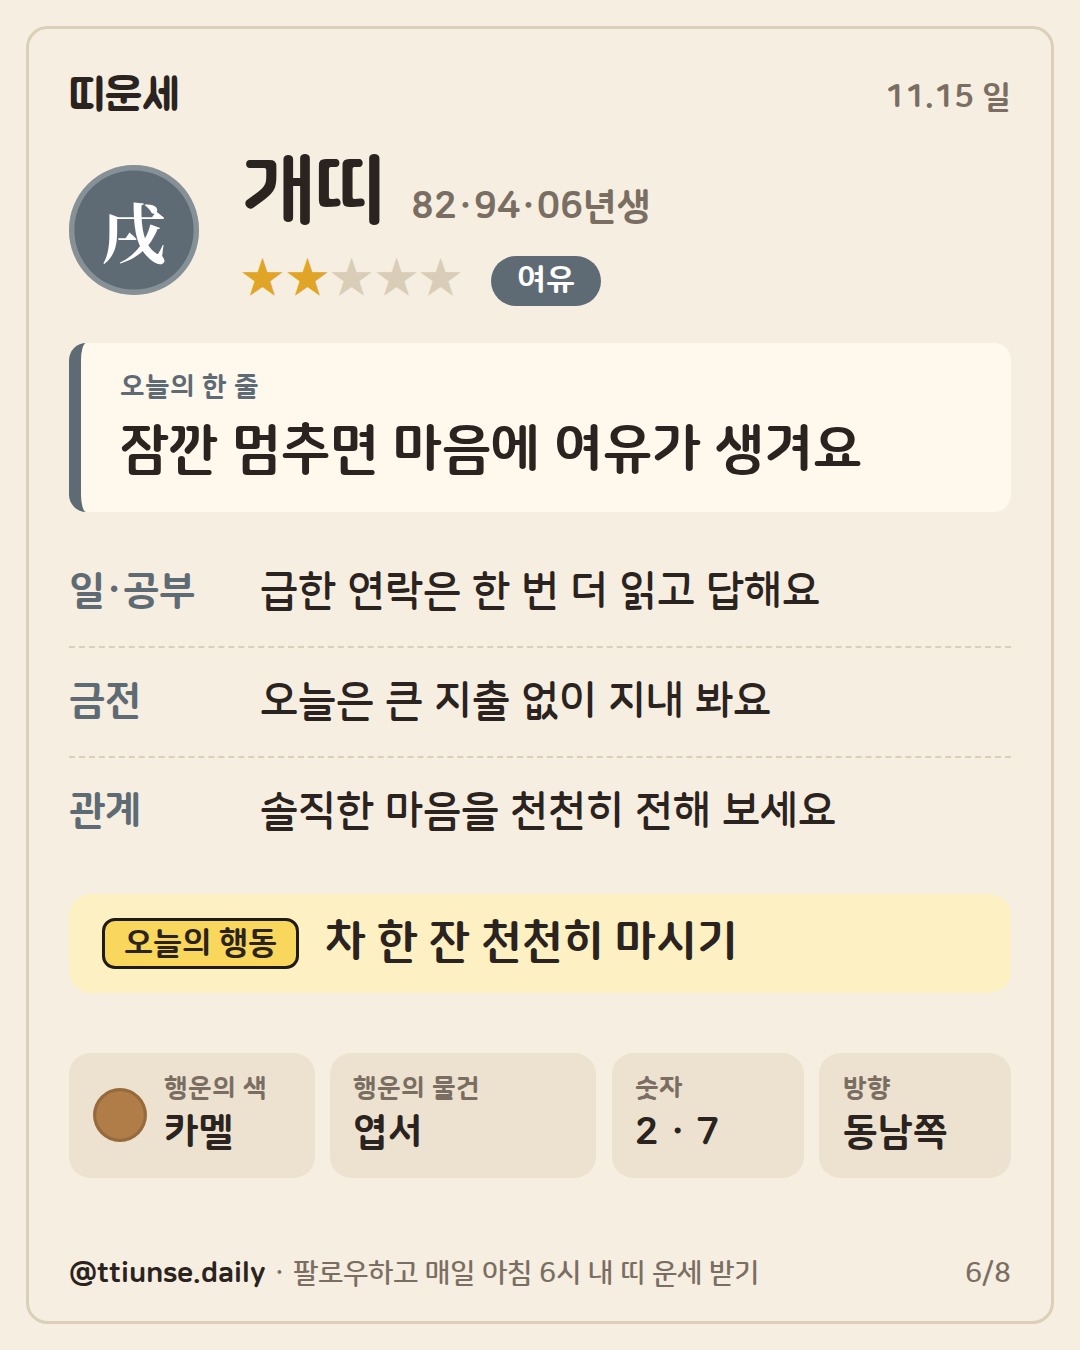 띠운세
11.15 일
戌
개띠 82·94·06년생
★★★★★ 여유
오늘의 한 줄
잠깐 멈추면 마음에 여유가 생겨요
일·공부 급한 연락은 한 번 더 읽고 답해요
금전 오늘은 큰 지출 없이 지내 봐요
관계 솔직한 마음을 천천히 전해 보세요
오늘의 행동 차 한 잔 천천히 마시기
행운의 색
카멜
행운의 물건
엽서
숫자
2 · 7
방향
동남쪽
@ttiunse.daily · 팔로우하고 매일 아침 6시 내 띠 운세 받기
6/8